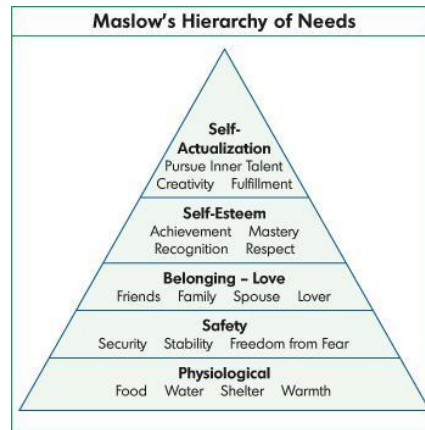 Maslow's Hierarchy of Needs
Self-
Actualization
Pursue Inner Talent
Creativity Fulfillment
Self-Esteem
Achievement Mastery
Recognition Respect
Belonging – Love
Friends Family Spouse Lover
Safety
Security Stability Freedom from Fear
Physiological
Food Water Shelter Warmth